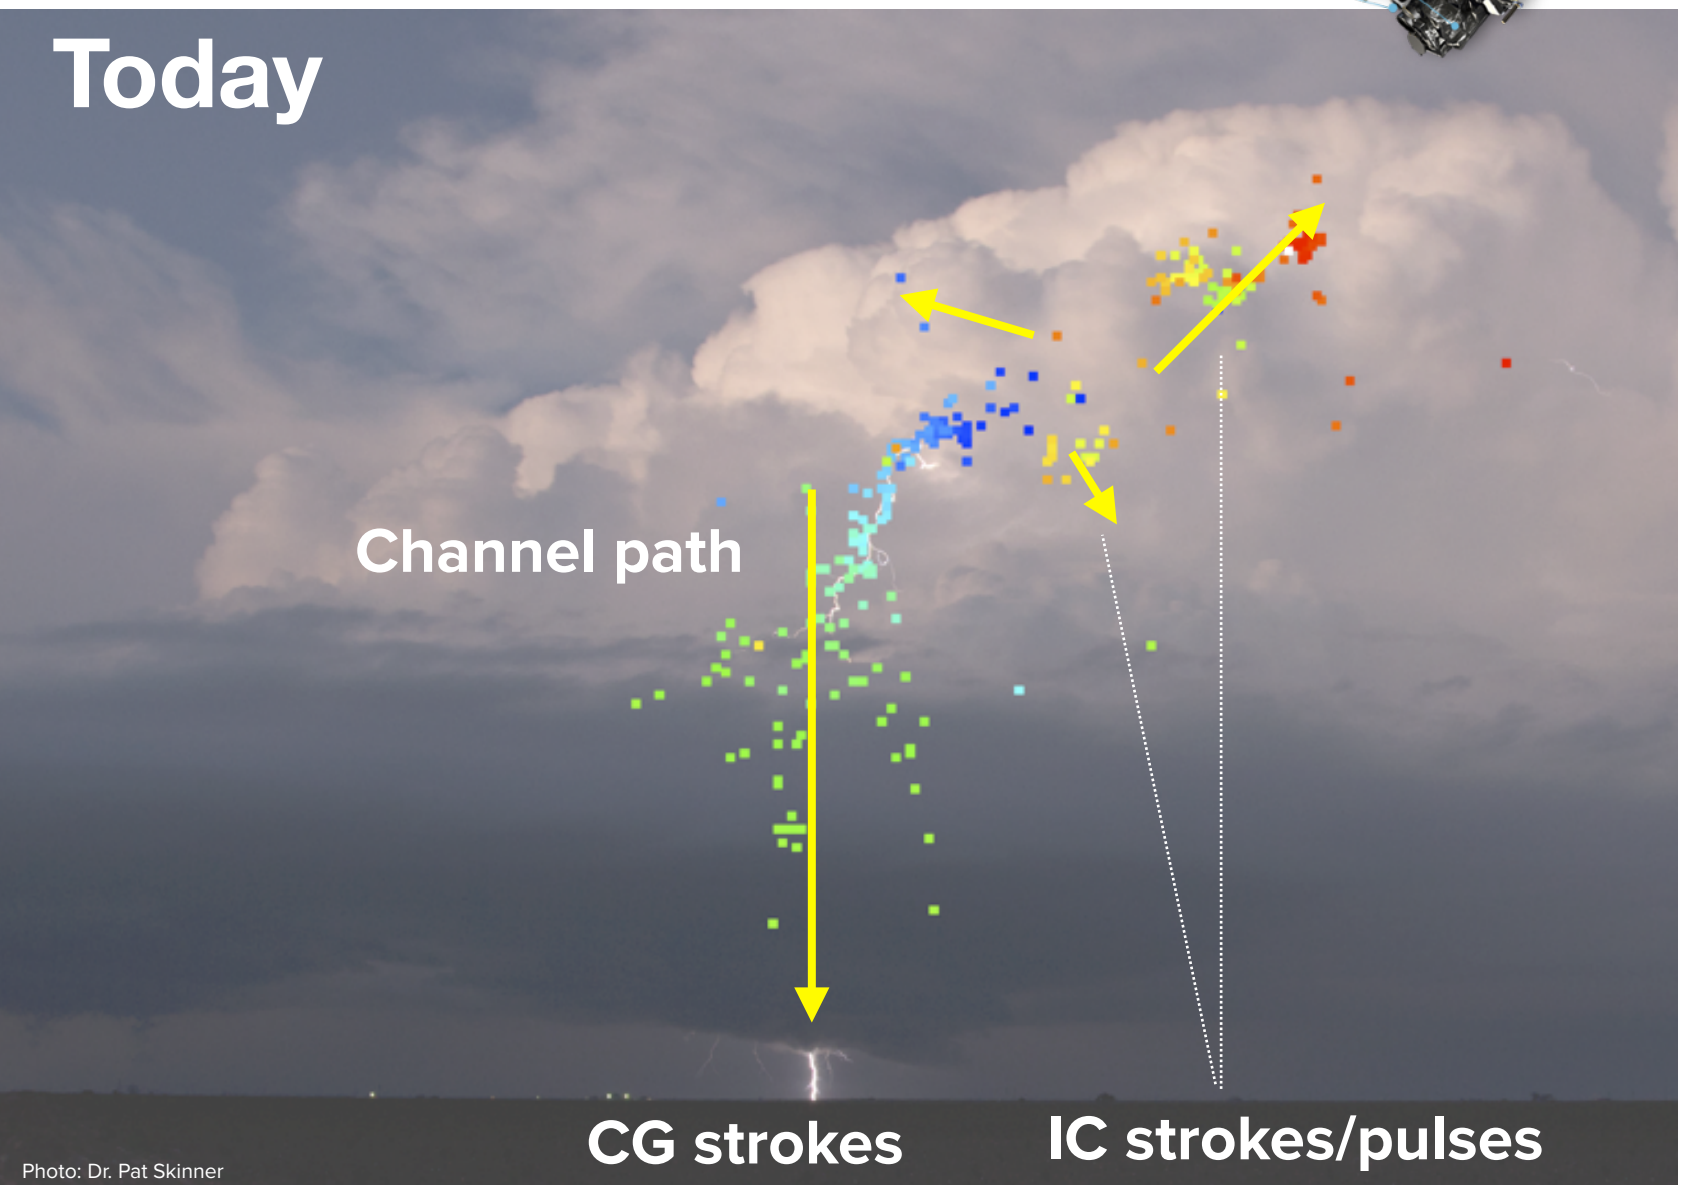 Today
Channel path
CG strokes
IC strokes/pulses
Photo: Dr. Pat Skinner